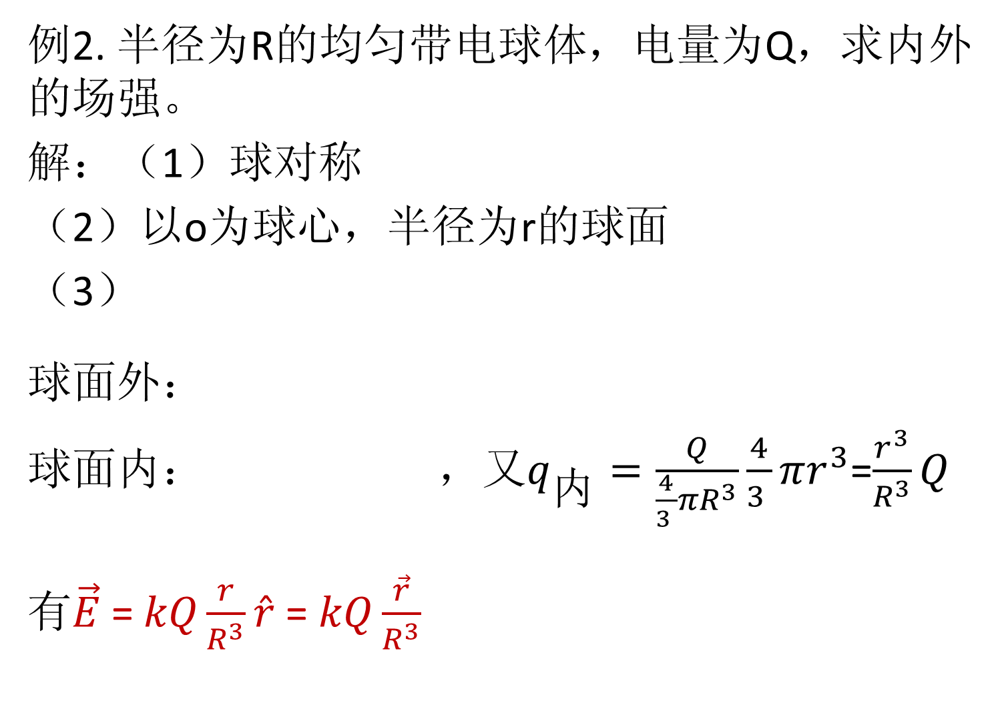 例2. 半径为R的均匀带电球体，电量为Q，求内外
的场强。
解：（1）球对称
（2）以o为球心，半径为r的球面
（3）
球面外：
球面内：，又$q_{内} = \frac{Q}{\frac{4}{3}\pi R^3}\frac{4}{3}\pi r^3=\frac{r^3}{R^3}Q$
有$\vec{E} = kQ\frac{r}{R^3}\hat{r} = kQ\frac{\vec{r}}{R^3}$